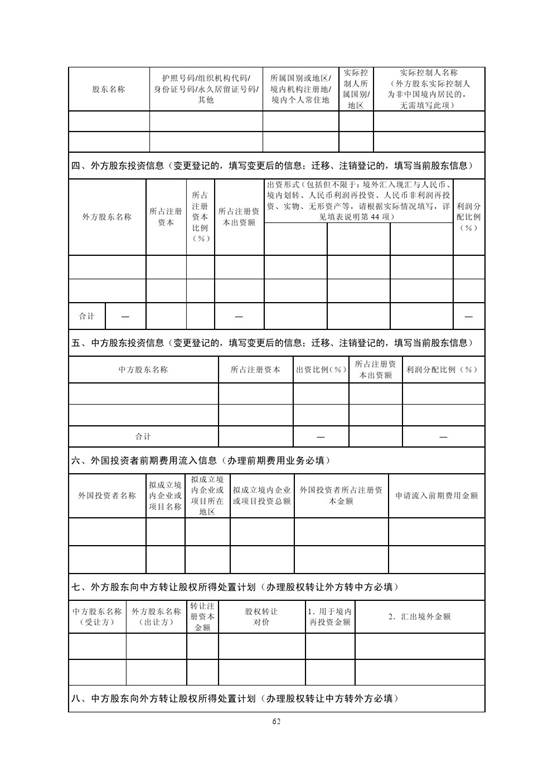 股东名称
护照号码/组织机构代码/
身份证号码/永久居留证号码/
其他
所属国别或地区/
境内机构注册地/
境内个人常住地
实际控
制人所
属国别/
地区
实际控制人名称
（外方股东实际控制人
为非中国境内居民的，
无需填写此项）
四、外方股东投资信息（变更登记的，填写变更后的信息；迁移、注销登记的，填写当前股东信息）
外方股东名称
所占注册
资本
所占
注册
资本
比例
（%）
所占注册资
本出资额
出资形式（包括但不限于：境外汇入现汇与人民币、
境内划转、人民币利润再投资、人民币非利润再投
资、实物、无形资产等，请根据实际情况填写，详
见填表说明第 44 项）
利润分
配比例
（%）
合计
—
—
—
五、中方股东投资信息（变更登记的，填写变更后的信息；迁移、注销登记的，填写当前股东信息）
中方股东名称
所占注册资本
出资比例（%）
所占注册资
本出资额
利润分配比例（%）
合计
—
—
六、外国投资者前期费用流入信息（办理前期费用业务必填）
外国投资者名称
拟成立境
内企业或
项目名称
拟成立境
内企业或
项目所在
地区
拟成立境内企业
或项目投资总额
外国投资者所占注册资
本金额
申请流入前期费用金额
七、外方股东向中方转让股权所得处置计划（办理股权转让外方转中方必填）
中方股东名称
（受让方）
外方股东名称
（出让方）
转让注
册资本
金额
股权转让
对价
1．用于境内
再投资金额
2．汇出境外金额
八、中方股东向外方转让股权所得处置计划（办理股权转让中方转外方必填）
62